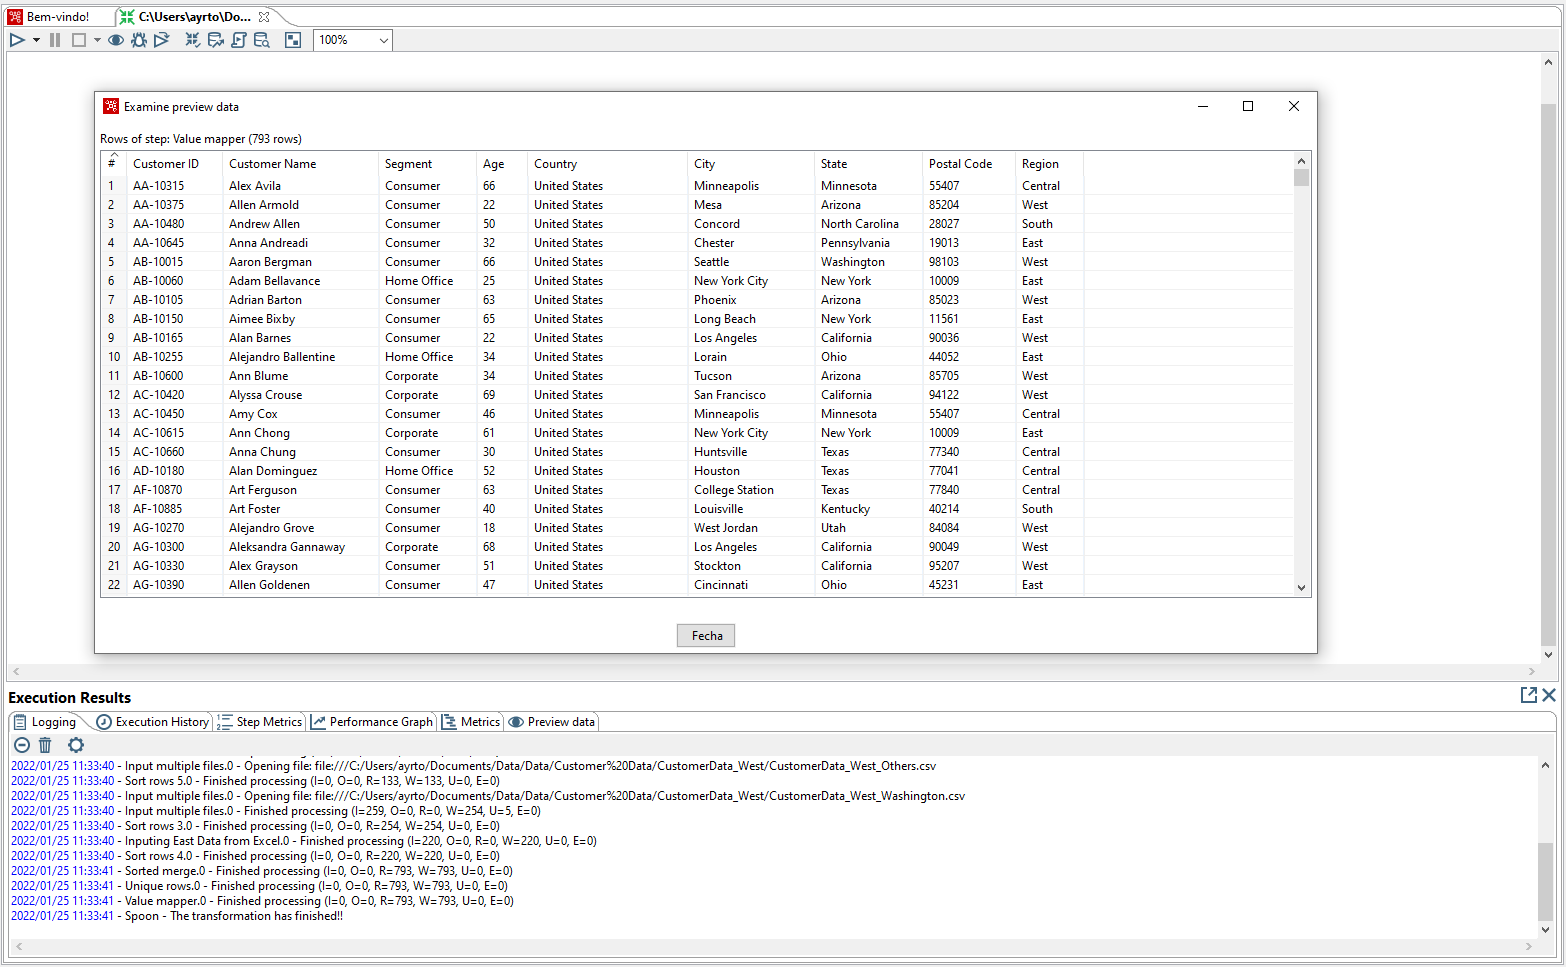 Bem-vindo! C:\Users\ayrto\Do...
100%
Examine preview data
Rows of step: Value mapper (793 rows)
# Customer ID Customer Name Segment Age Country City State Postal Code Region
1 AA-10315 Alex Avila Consumer 66 United States Minneapolis Minnesota 55407 Central
2 AA-10375 Allen Armold Consumer 22 United States Mesa Arizona 85204 West
3 AA-10480 Andrew Allen Consumer 50 United States Concord North Carolina 28027 South
4 AA-10645 Anna Andreadi Consumer 32 United States Chester Pennsylvania 19013 East
5 AB-10015 Aaron Bergman Consumer 66 United States Seattle Washington 98103 West
6 AB-10060 Adam Bellavance Home Office 25 United States New York City New York 10009 East
7 AB-10105 Adrian Barton Consumer 63 United States Phoenix Arizona 85023 West
8 AB-10150 Aimee Bixby Consumer 65 United States Long Beach New York 11561 East
9 AB-10165 Alan Barnes Consumer 22 United States Los Angeles California 90036 West
10 AB-10255 Alejandro Ballentine Home Office 34 United States Lorain Ohio 44052 East
11 AB-10600 Ann Blume Corporate 34 United States Tucson Arizona 85705 West
12 AC-10420 Alyssa Crouse Corporate 69 United States San Francisco California 94122 West
13 AC-10450 Amy Cox Consumer 46 United States Minneapolis Minnesota 55407 Central
14 AC-10615 Ann Chong Corporate 61 United States New York City New York 10009 East
15 AC-10660 Anna Chung Consumer 30 United States Huntsville Texas 77340 Central
16 AD-10180 Alan Dominguez Home Office 52 United States Houston Texas 77041 Central
17 AF-10870 Art Ferguson Consumer 63 United States College Station Texas 77840 Central
18 AF-10885 Art Foster Consumer 40 United States Louisville Kentucky 40214 South
19 AG-10270 Alejandro Grove Consumer 18 United States West Jordan Utah 84084 West
20 AG-10300 Aleksandra Gannaway Corporate 68 United States Los Angeles California 90049 West
21 AG-10330 Alex Grayson Consumer 51 United States Stockton California 95207 West
22 AG-10390 Allen Goldenen Consumer 47 United States Cincinnati Ohio 45231 East
Fecha
Execution Results
Logging Execution History Step Metrics Performance Graph Metrics Preview data
2022/01/25 11:33:40 - Input multiple files.0 - Opening file: file:///C:/Users/ayrto/Documents/Data/Data/Customer%20Data/CustomerData_West/CustomerData_West_Others.csv
2022/01/25 11:33:40 - Sort rows 5.0 - Finished processing (I=0, O=0, R=133, W=133, U=0, E=0)
2022/01/25 11:33:40 - Input multiple files.0 - Opening file: file:///C:/Users/ayrto/Documents/Data/Data/Customer%20Data/CustomerData_West/CustomerData_West_Washington.csv
2022/01/25 11:33:40 - Input multiple files.0 - Finished processing (I=259, O=0, R=0, W=254, U=5, E=0)
2022/01/25 11:33:40 - Sort rows 3.0 - Finished processing (I=0, O=0, R=254, W=254, U=0, E=0)
2022/01/25 11:33:40 - Inputing East Data from Excel.0 - Finished processing (I=220, O=0, R=0, W=220, U=0, E=0)
2022/01/25 11:33:40 - Sort rows 4.0 - Finished processing (I=0, O=0, R=220, W=220, U=0, E=0)
2022/01/25 11:33:41 - Sorted merge.0 - Finished processing (I=0, O=0, R=793, W=793, U=0, E=0)
2022/01/25 11:33:41 - Unique rows.0 - Finished processing (I=0, O=0, R=793, W=793, U=0, E=0)
2022/01/25 11:33:41 - Value mapper.0 - Finished processing (I=0, O=0, R=793, W=793, U=0, E=0)
2022/01/25 11:33:41 - Spoon - The transformation has finished!!